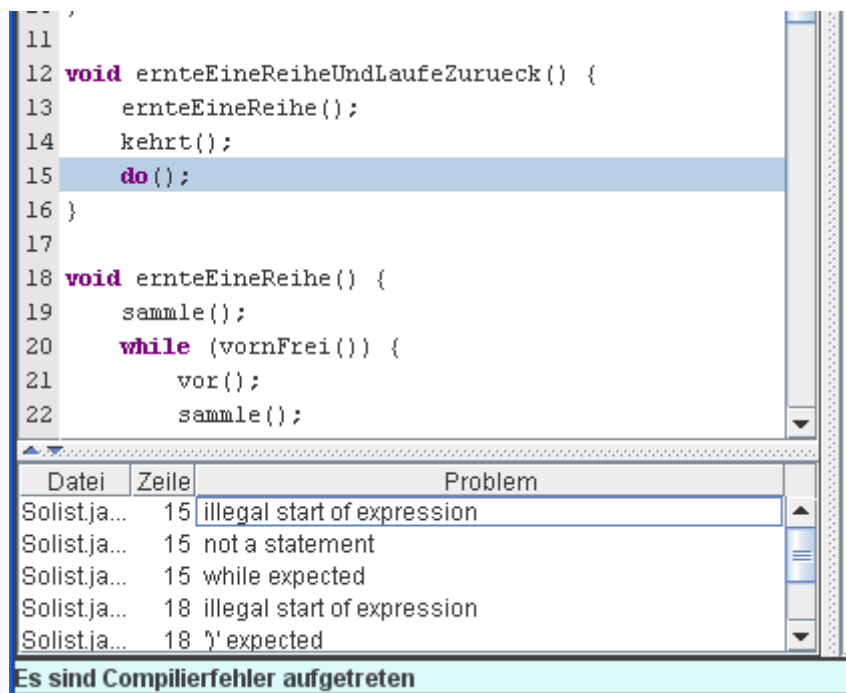 11
12 void ernteEineReiheUndLaufeZurueck() {
13 ernteEineReihe();
14 kehrt();
15 do();
16 }
17
18 void ernteEineReihe() {
19 sammle();
20 while (vornFrei()) {
21 vor();
22 sammle();
Datei Zeile Problem
Solist.ja... 15 illegal start of expression
Solist.ja... 15 not a statement
Solist.ja... 15 while expected
Solist.ja... 18 illegal start of expression
Solist.ja... 18 ')' expected
Es sind Compilierfehler aufgetreten